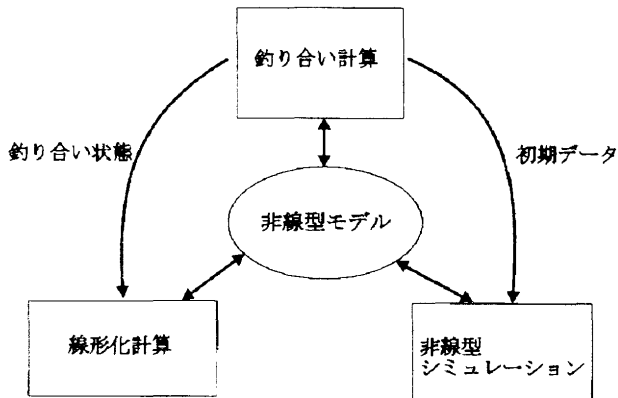 釣り合い計算
釣り合い状態
初期データ
非線型モデル
線形化計算
非線型
シミュレーション